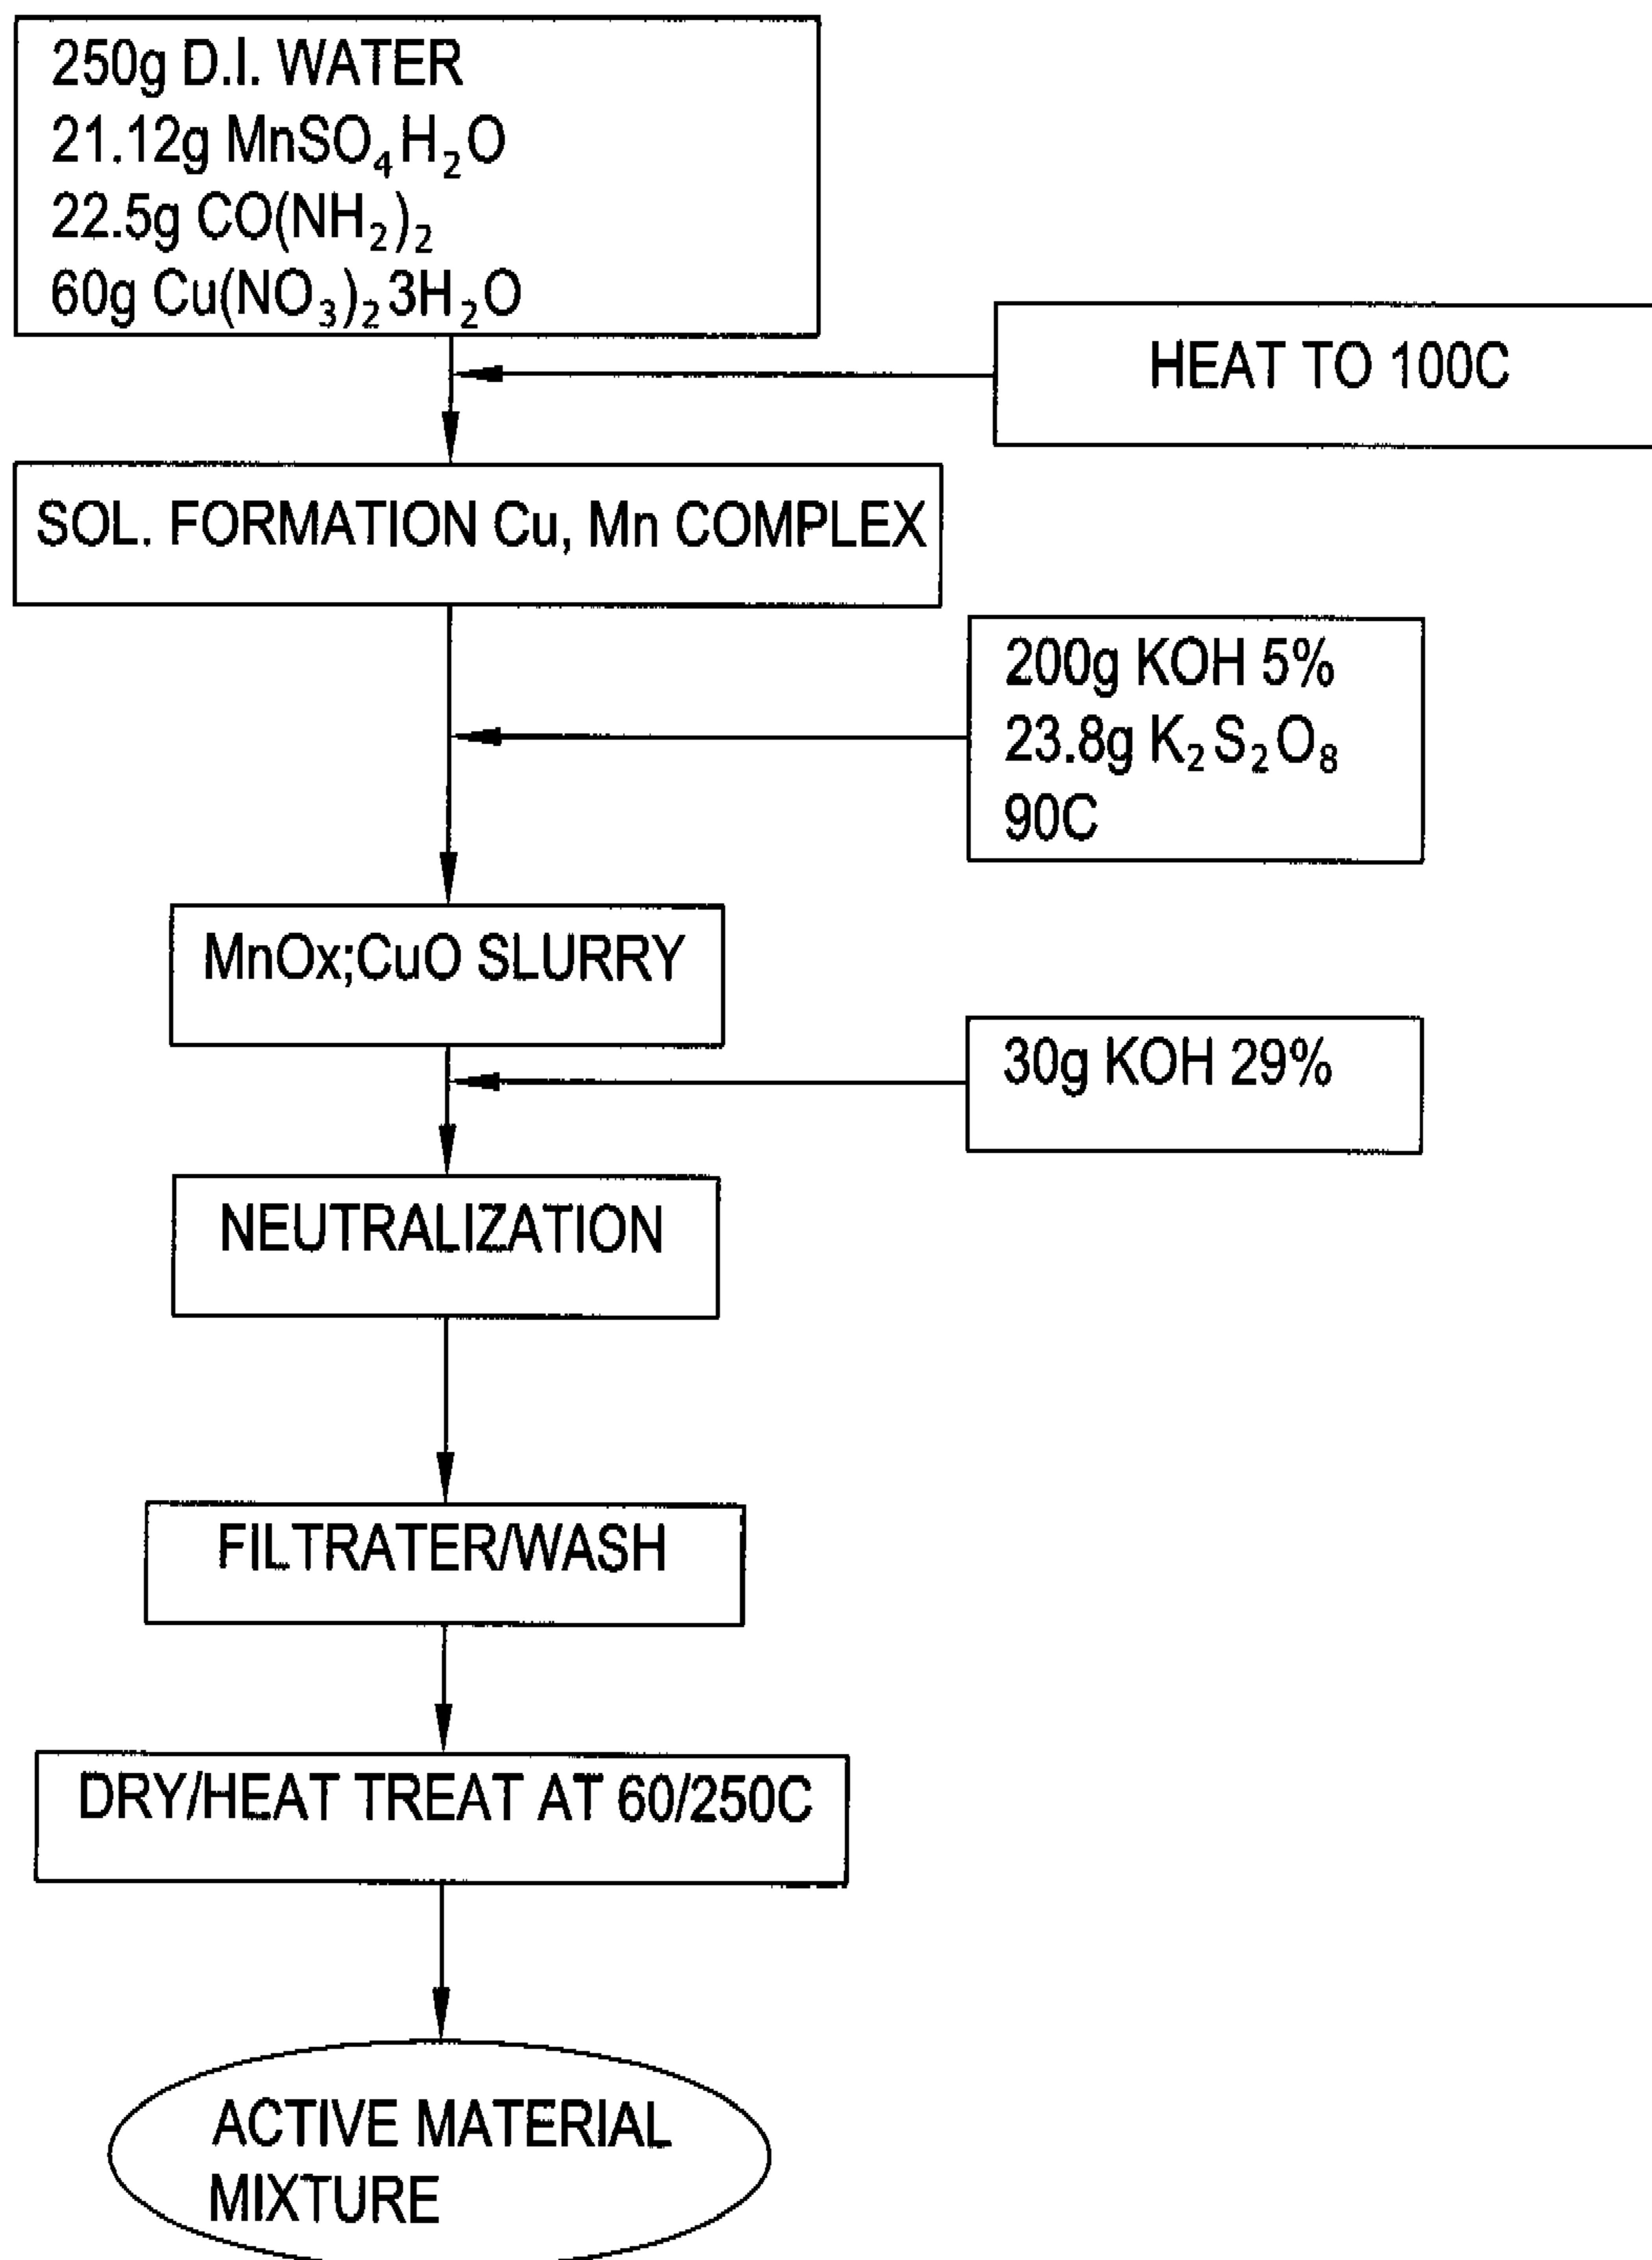 250g D.I. WATER
21.12g MnSO₄H₂O
22.5g CO(NH₂)₂
60g Cu(NO₃)₂3H₂O
HEAT TO 100C
SOL. FORMATION Cu, Mn COMPLEX
200g KOH 5%
23.8g K₂S₂O₈
90C
MnOx;CuO SLURRY
30g KOH 29%
NEUTRALIZATION
FILTRATER/WASH
DRY/HEAT TREAT AT 60/250C
ACTIVE MATERIAL
MIXTURE